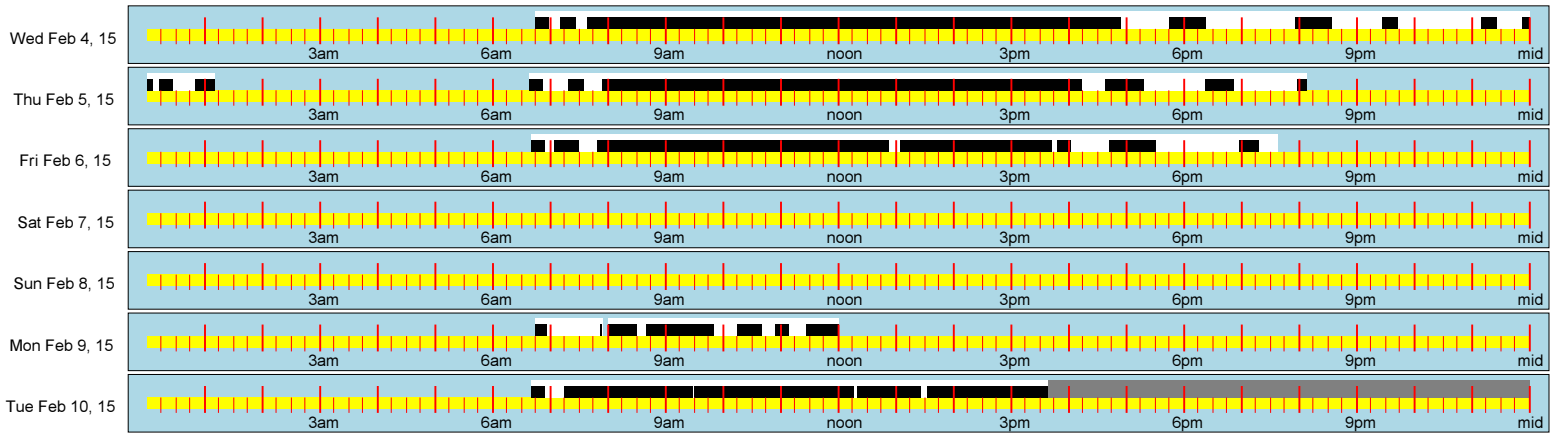 Wed Feb 4, 15
3am 6am 9am noon 3pm 6pm 9pm mid
Thu Feb 5, 15
3am 6am 9am noon 3pm 6pm 9pm mid
Fri Feb 6, 15
3am 6am 9am noon 3pm 6pm 9pm mid
Sat Feb 7, 15
3am 6am 9am noon 3pm 6pm 9pm mid
Sun Feb 8, 15
3am 6am 9am noon 3pm 6pm 9pm mid
Mon Feb 9, 15
3am 6am 9am noon 3pm 6pm 9pm mid
Tue Feb 10, 15
3am 6am 9am noon 3pm 6pm 9pm mid